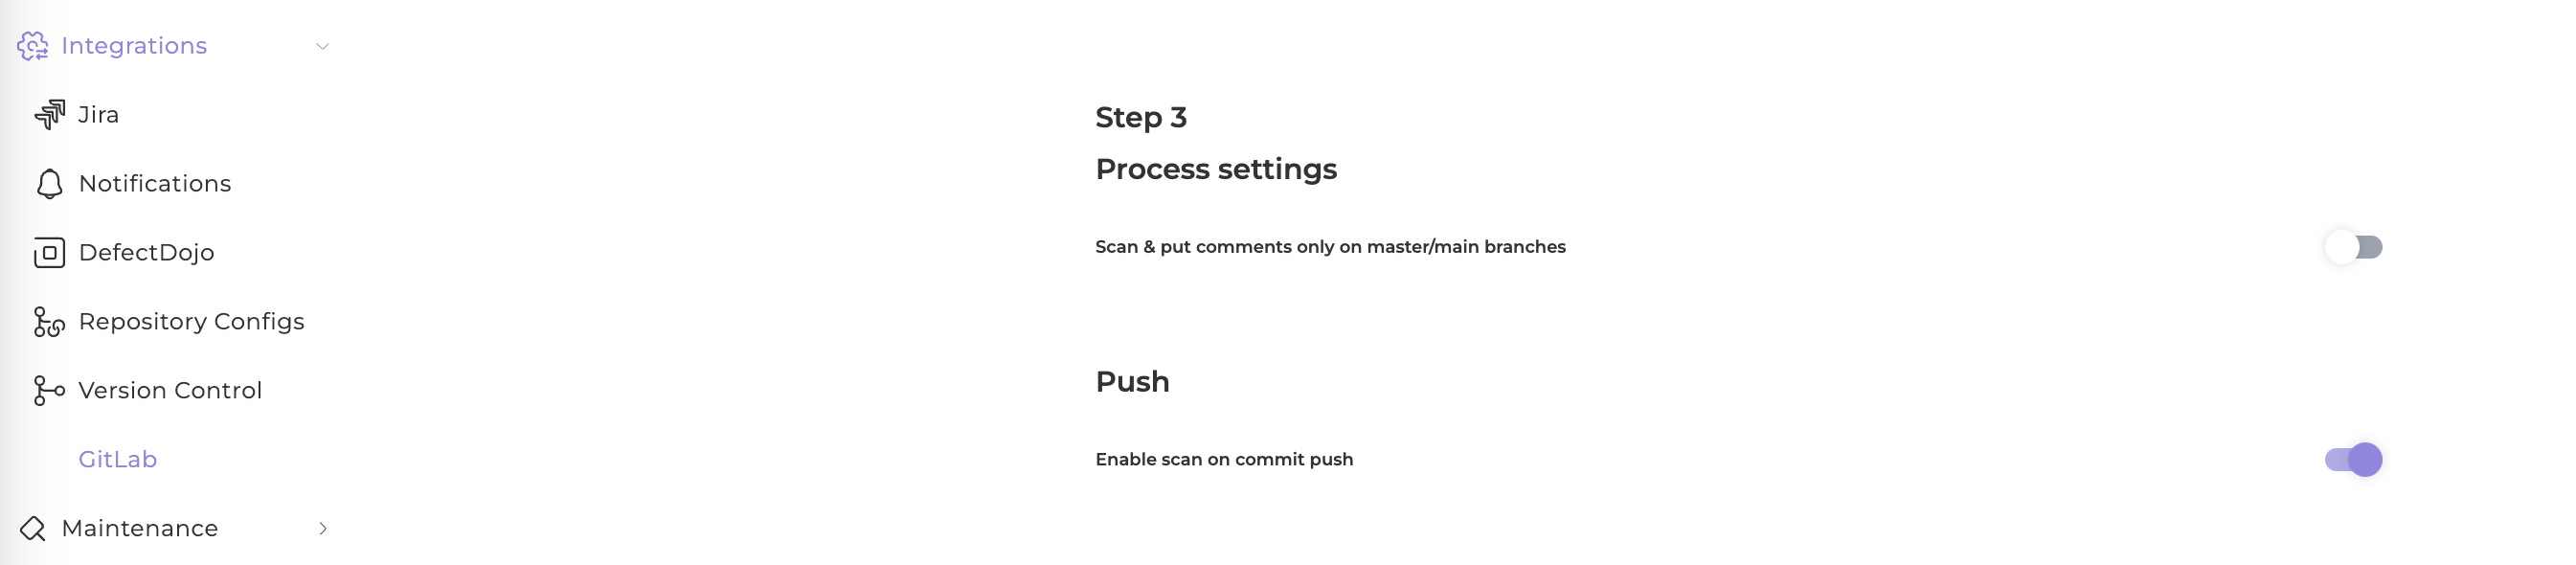 Integrations
Jira
Notifications
DefectDojo
Repository Configs
Version Control
GitLab
Maintenance
Step 3
Process settings
Scan & put comments only on master/main branches
Push
Enable scan on commit push